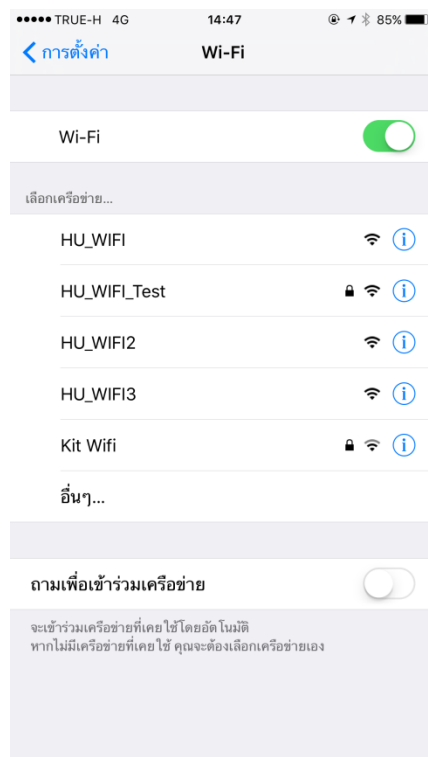 TRUE-H 4G 14:47 85%
การตั้งค่า Wi-Fi
Wi-Fi
เลือกเครือข่าย...
HU_WIFI
HU_WIFI_Test
HU_WIFI2
HU_WIFI3
Kit Wifi
อื่นๆ...
ถามเพื่อเข้าร่วมเครือข่าย
จะเข้าร่วมเครือข่ายที่เคยใช้โดยอัตโนมัติ
หากไม่มีเครือข่ายที่เคยใช้ คุณจะต้องเลือกเครือข่ายเอง